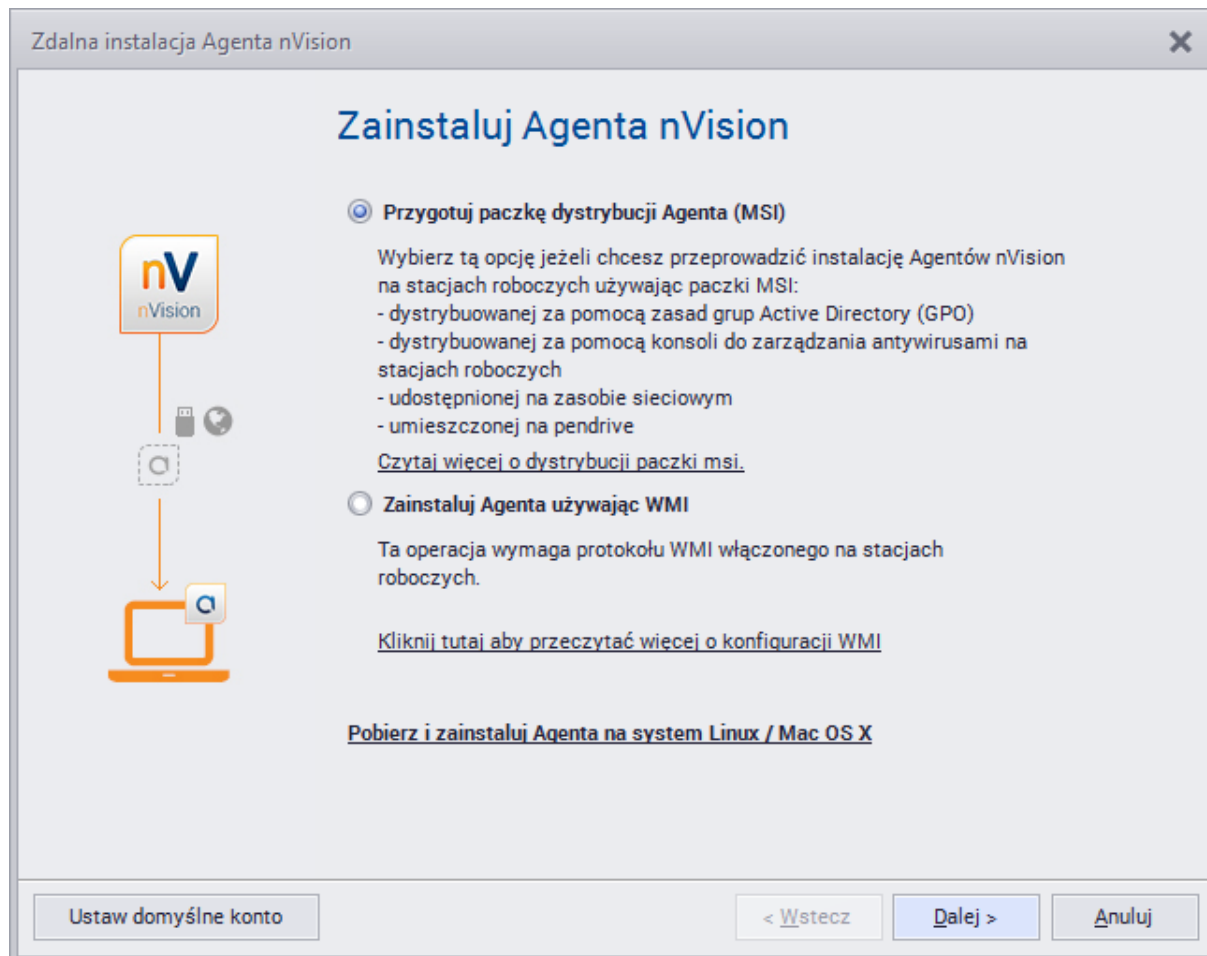 Zdalna instalacja Agenta nVision
Zainstaluj Agenta nVision
Przygotuj paczkę dystrybucji Agenta (MSI)
Wybierz tą opcję jeżeli chcesz przeprowadzić instalację Agentów nVision
na stacjach roboczych używając paczki MSI:
- dystrybuowanej za pomocą zasad grup Active Directory (GPO)
- dystrybuowanej za pomocą konsoli do zarządzania antywirusami na
stacjach roboczych
- udostępnionej na zasobie sieciowym
- umieszczonej na pendrive
Czytaj więcej o dystrybucji paczki msi.
Zainstaluj Agenta używając WMI
Ta operacja wymaga protokołu WMI włączonego na stacjach
roboczych.
Kliknij tutaj aby przeczytać więcej o konfiguracji WMI
Pobierz i zainstaluj Agenta na system Linux / Mac OS X
nV
nVision
a
a
Ustaw domyślne konto
< Wstecz
Dalej >
Anuluj